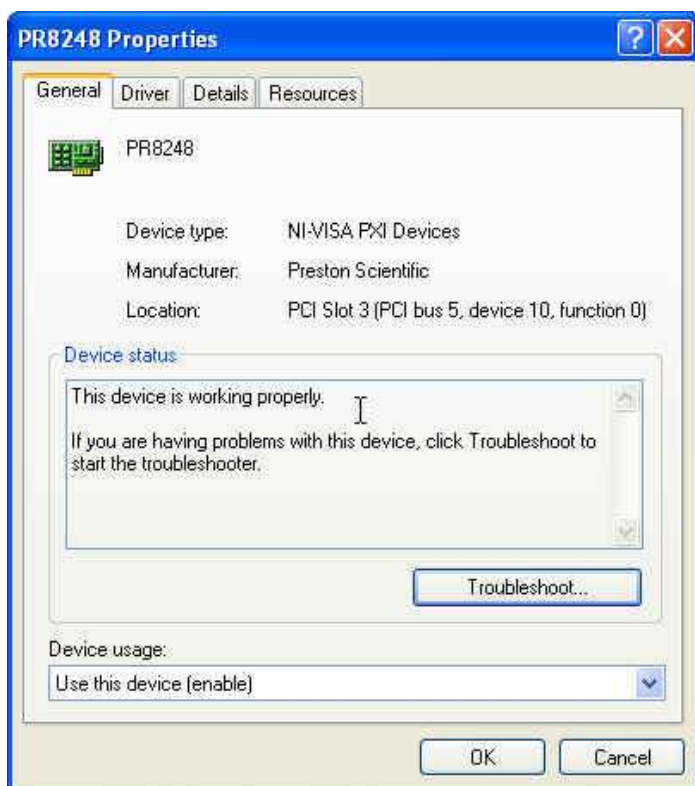 PR8248 Properties
General Driver Details Resources
PR8248
Device type: NI-VISA PXI Devices
Manufacturer: Preston Scientific
Location: PCI Slot 3 (PCI bus 5, device 10, function 0)
Device status
This device is working properly.
If you are having problems with this device, click Troubleshoot to
start the troubleshooter.
Troubleshoot...
Device usage:
Use this device (enable)
OK Cancel